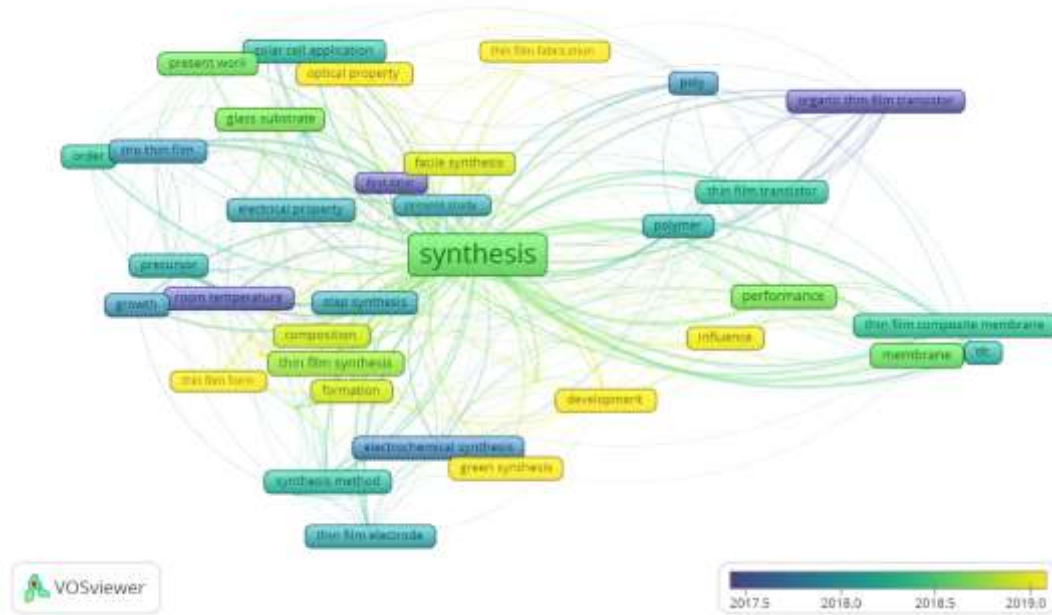 solar cell application
thin film fabrication
present work
optical property
poly
organic thin film transistor
glass substrate
order
zno thin film
facile synthesis
present study
thin film transistor
electrical property
polymer
synthesis
precursor
growth
room temperature
step synthesis
performance
composition
influence
thin film composite membrane
thin film synthesis
membrane
thin film form
formation
development
electrochemical synthesis
green synthesis
synthesis method
thin film electrode
VOSviewer
2017.5 2018.0 2018.5 2019.0